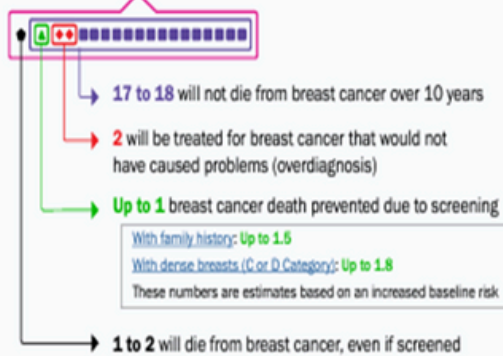 17 to 18 will not die from breast cancer over 10 years
2 will be treated for breast cancer that would not
have caused problems (overdiagnosis)
Up to 1 breast cancer death prevented due to screening
With family history: Up to 1.5
With dense breasts (C or D Category): Up to 1.8
These numbers are estimates based on an increased baseline risk
1 to 2 will die from breast cancer, even if screened